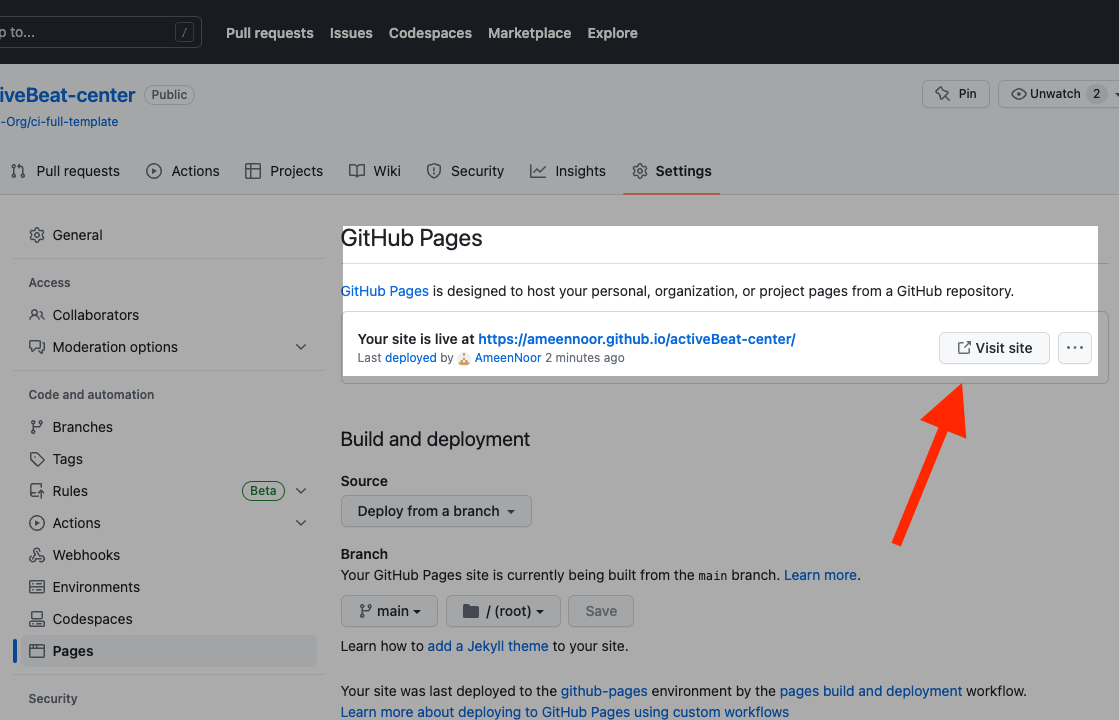 p to... /
Pull requests Issues Codespaces Marketplace Explore
iveBeat-center Public
Pin Unwatch 2
-Org/ci-full-template
Pull requests Actions Projects Wiki Security Insights Settings
General
Access
Collaborators
Moderation options
Code and automation
Branches
Tags
Rules Beta
Actions
Webhooks
Environments
Codespaces
Pages
Security
GitHub Pages
GitHub Pages is designed to host your personal, organization, or project pages from a GitHub repository.
Your site is live at https://ameennoor.github.io/activeBeat-center/
Last deployed by AmeenNoor 2 minutes ago
Visit site ...
Build and deployment
Source
Deploy from a branch
Branch
Your GitHub Pages site is currently being built from the main branch. Learn more.
main / (root) Save
Learn how to add a Jekyll theme to your site.
Your site was last deployed to the github-pages environment by the pages build and deployment workflow.
Learn more about deploying to GitHub Pages using custom workflows